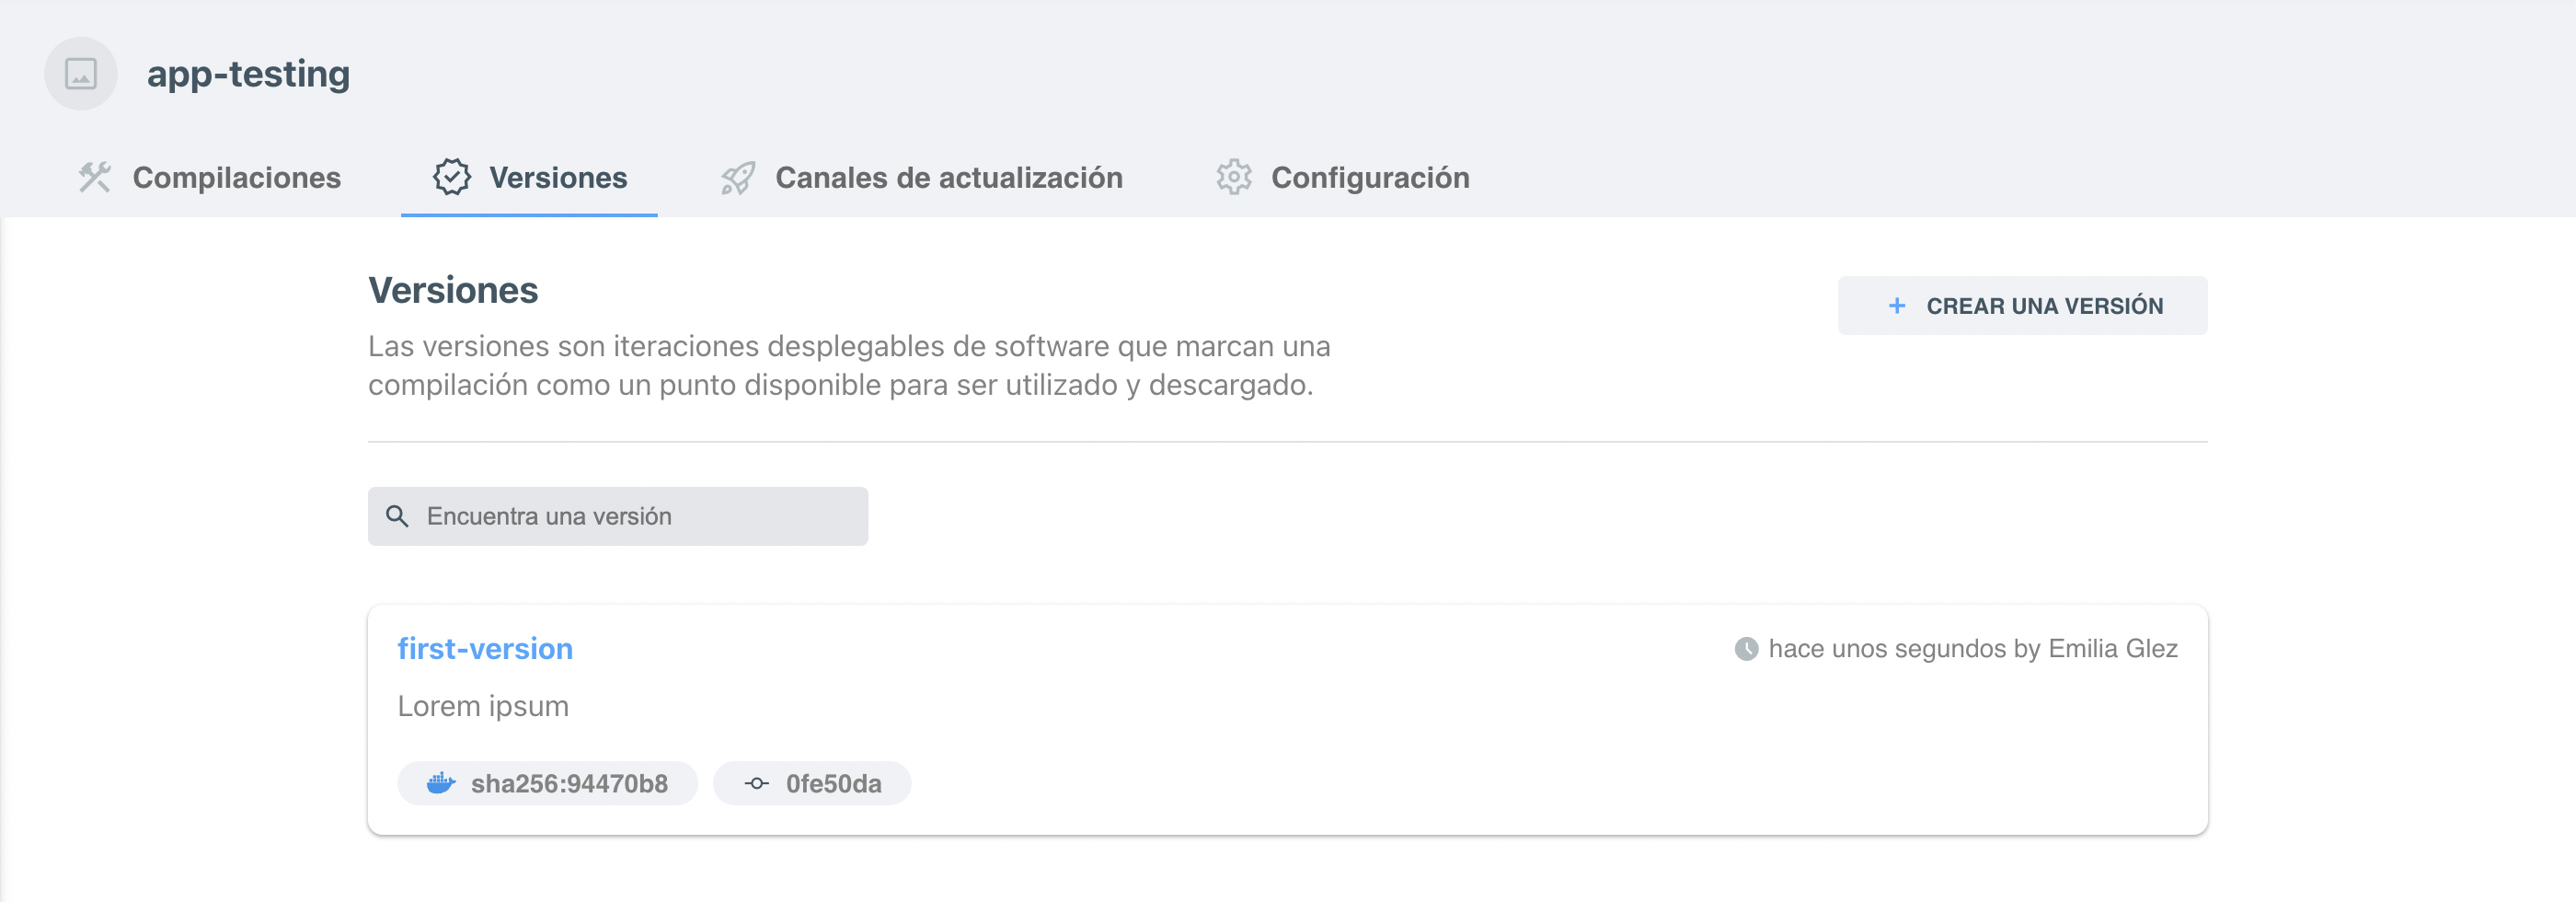 app-testing
Compilaciones
Versiones
Canales de actualización
Configuración
Versiones
+ CREAR UNA VERSIÓN
Las versiones son iteraciones desplegables de software que marcan una
compilación como un punto disponible para ser utilizado y descargado.
Encuentra una versión
first-version
hace unos segundos by Emilia Glez
Lorem ipsum
sha256:94470b8
0fe50da